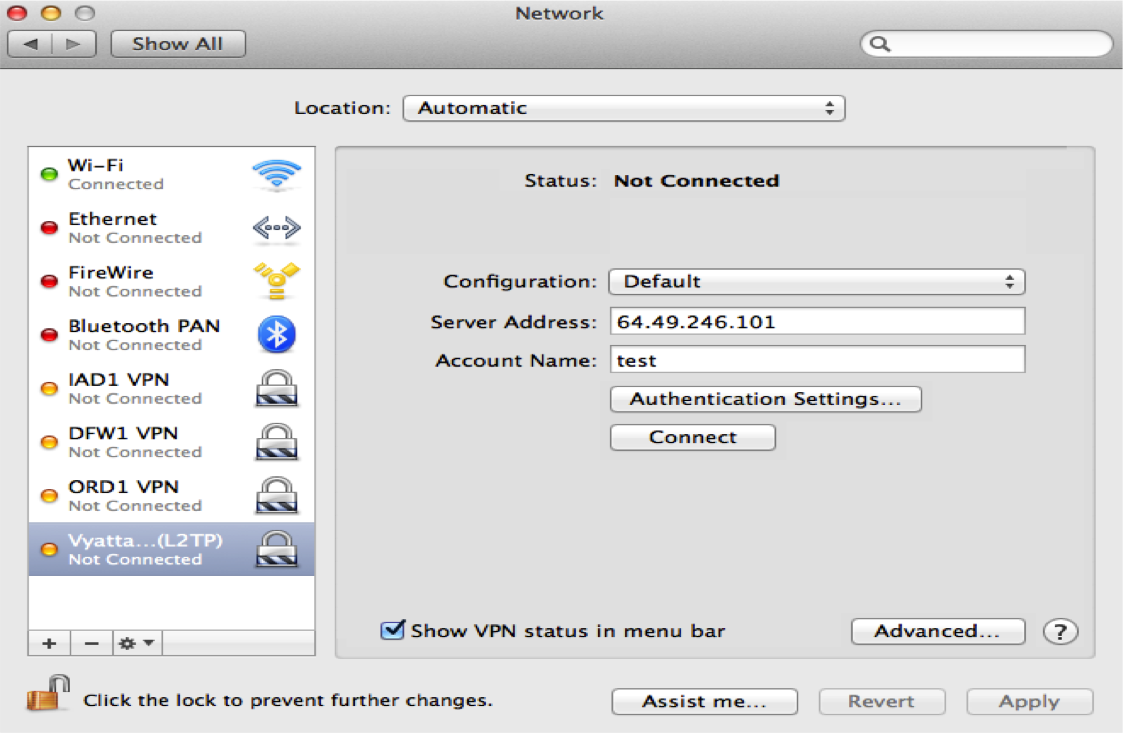 Network
Show All
Location: Automatic
Wi-Fi
Connected
Ethernet
Not Connected
FireWire
Not Connected
Bluetooth PAN
Not Connected
IAD1 VPN
Not Connected
DFW1 VPN
Not Connected
ORD1 VPN
Not Connected
Vyatta...(L2TP)
Not Connected
Status: Not Connected
Configuration: Default
Server Address: 64.49.246.101
Account Name: test
Authentication Settings...
Connect
Show VPN status in menu bar
Advanced... ?
Click the lock to prevent further changes.
Assist me... Revert Apply